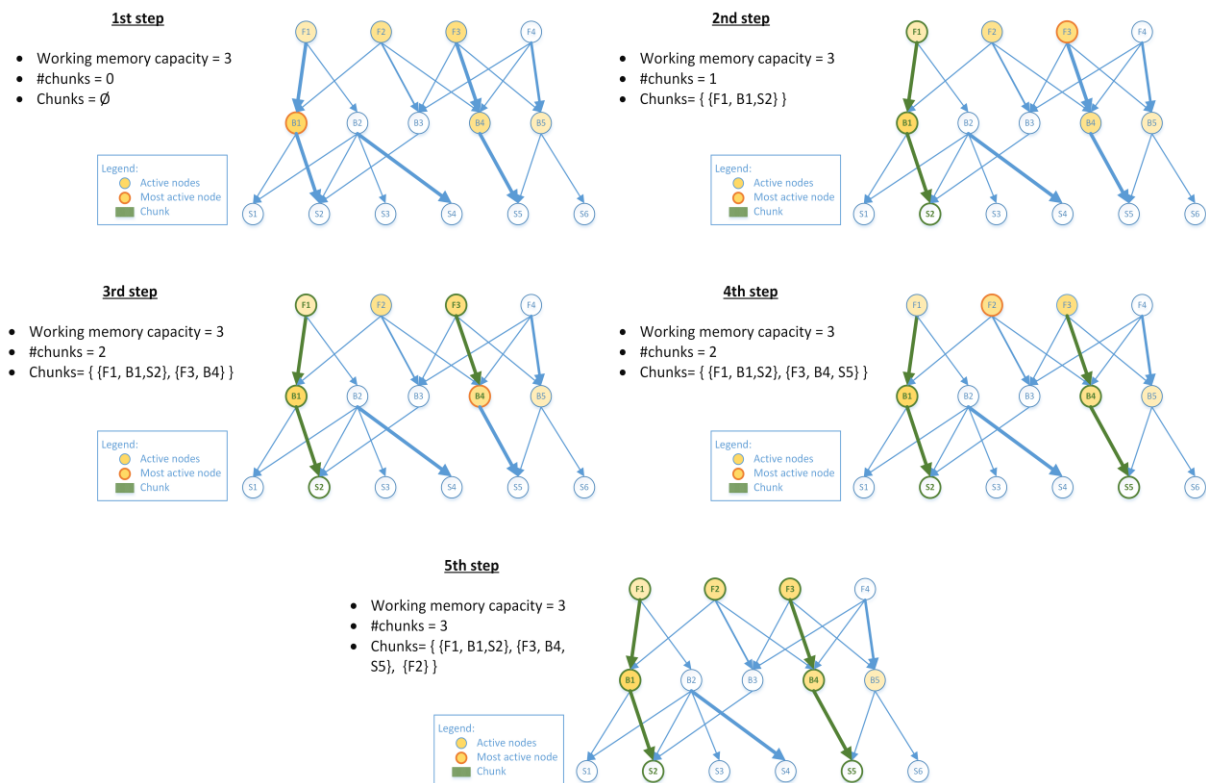 1st step
• Working memory capacity = 3
• #chunks = 0
• Chunks = Ø
F1 F2 F3 F4
B1 B2 B3 B4 B5
S1 S2 S3 S4 S5 S6
Legend:
Active nodes
Most active node
Chunk
2nd step
• Working memory capacity = 3
• #chunks = 1
• Chunks= { {F1, B1,S2} }
F1 F2 F3 F4
B1 B2 B3 B4 B5
S1 S2 S3 S4 S5 S6
Legend:
Active nodes
Most active node
Chunk
3rd step
• Working memory capacity = 3
• #chunks = 2
• Chunks= { {F1, B1,S2}, {F3, B4} }
F1 F2 F3 F4
B1 B2 B3 B4 B5
S1 S2 S3 S4 S5 S6
Legend:
Active nodes
Most active node
Chunk
4th step
• Working memory capacity = 3
• #chunks = 2
• Chunks= { {F1, B1,S2}, {F3, B4, S5} }
F1 F2 F3 F4
B1 B2 B3 B4 B5
S1 S2 S3 S4 S5 S6
Legend:
Active nodes
Most active node
Chunk
5th step
• Working memory capacity = 3
• #chunks = 3
• Chunks= { {F1, B1,S2}, {F3, B4,
S5}, {F2} }
F1 F2 F3 F4
B1 B2 B3 B4 B5
S1 S2 S3 S4 S5 S6
Legend:
Active nodes
Most active node
Chunk